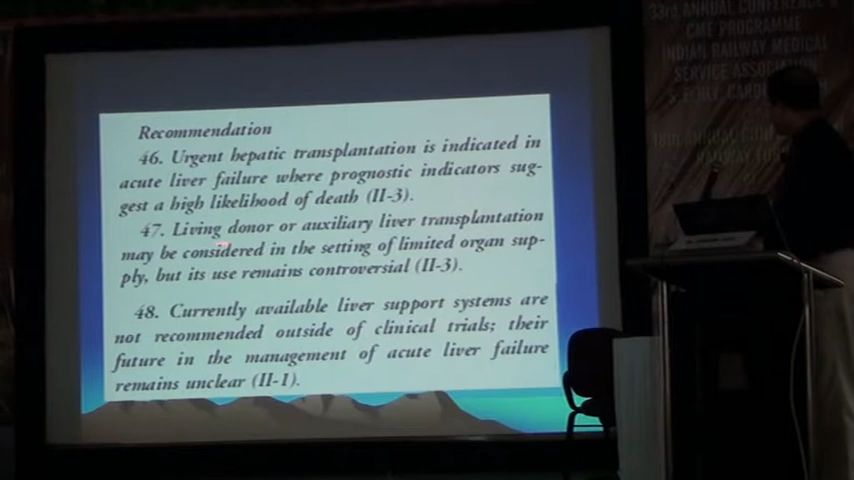 33rd ANNUAL CONFERENCE &
CME PROGRAMME
INDIAN RAILWAY MEDICAL
SERVICE ASSOCIATION
Recommendation
46. Urgent hepatic transplantation is indicated in
acute liver failure where prognostic indicators sug-
gest a high likelihood of death (II-3).
47. Living donor or auxiliary liver transplantation
may be considered in the setting of limited organ sup-
ply, but its use remains controversial (II-3).
48. Currently available liver support systems are
not recommended outside of clinical trials; their
future in the management of acute liver failure
remains unclear (II-1).